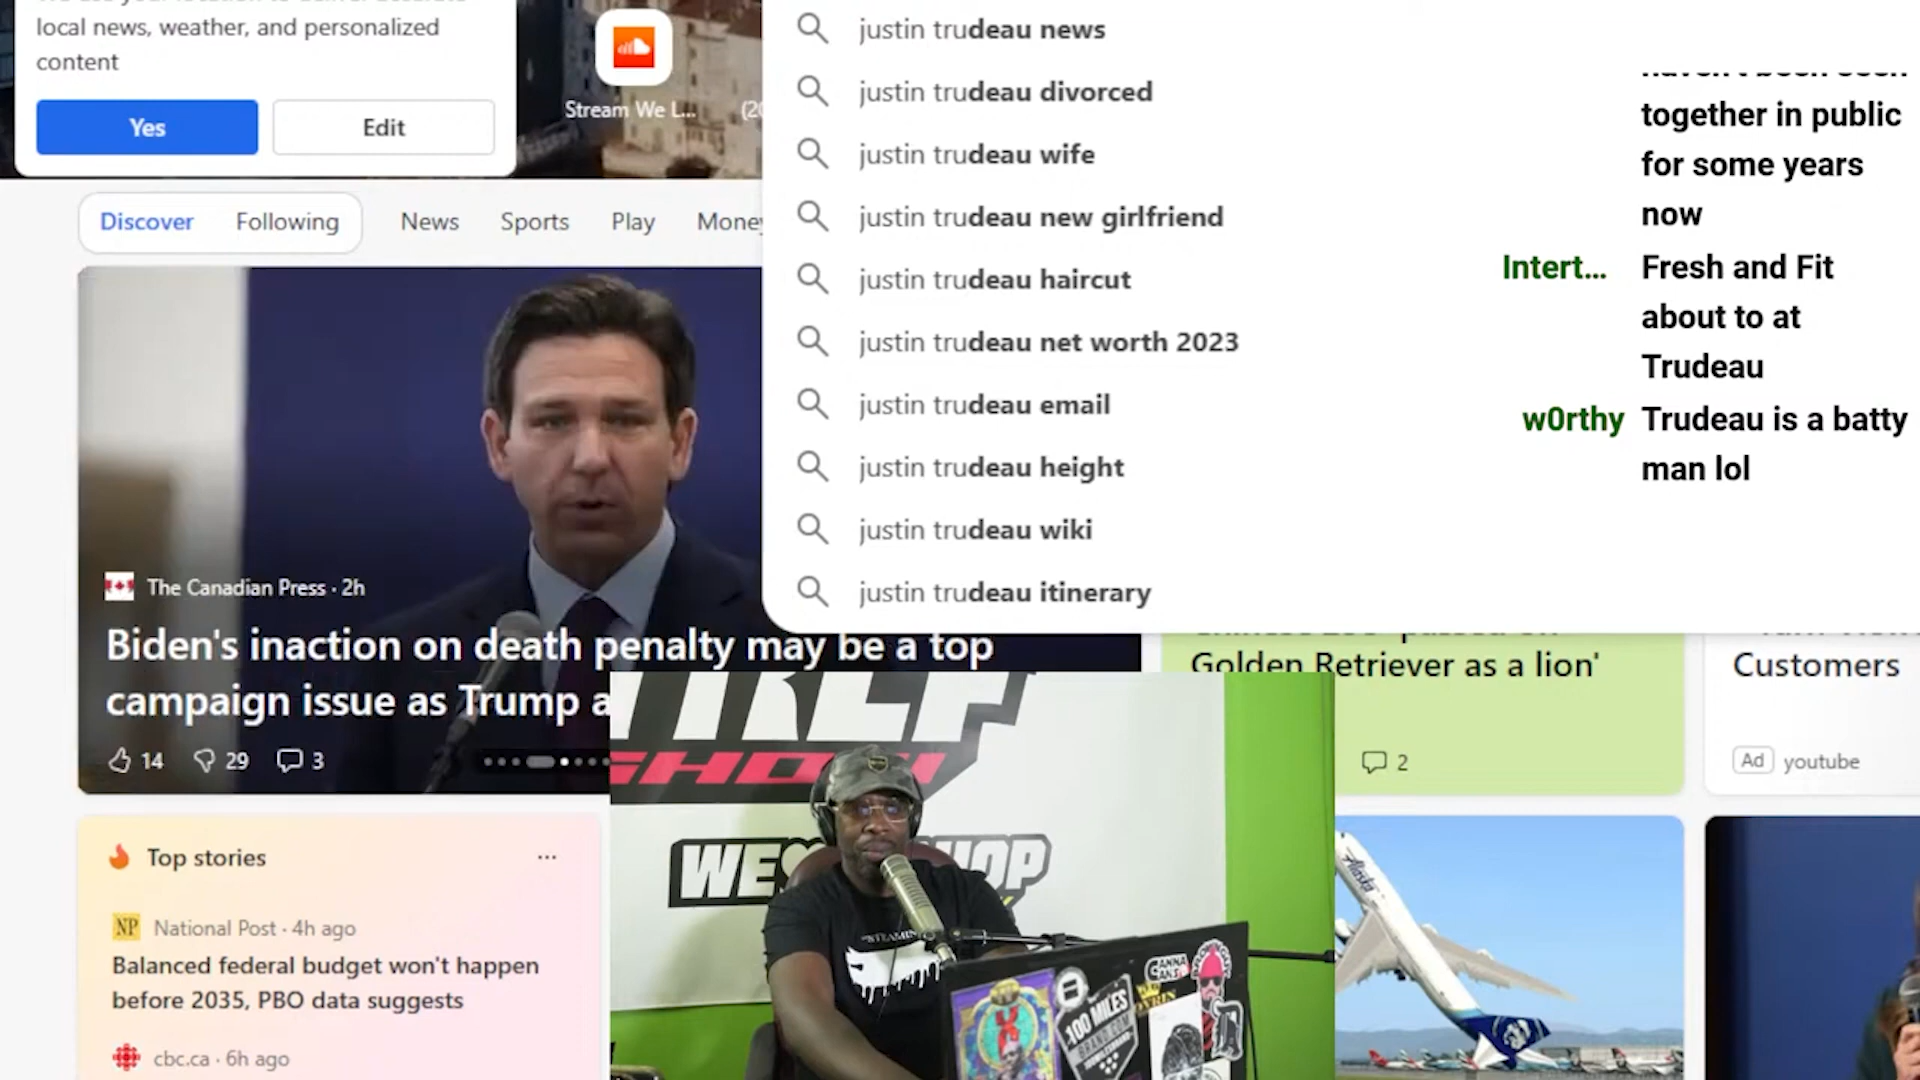 local news, weather, and personalized
content
Yes
Edit
Stream We L...
justin trudeau news
justin trudeau divorced
justin trudeau wife
justin trudeau new girlfriend
justin trudeau haircut
justin trudeau net worth 2023
justin trudeau email
justin trudeau height
justin trudeau wiki
justin trudeau itinerary
together in public
for some years
now
Intert... Fresh and Fit
about to at
Trudeau
w0rthy Trudeau is a batty
man lol
Discover
Following
News
Sports
Play
Money
The Canadian Press · 2h
Biden's inaction on death penalty may be a top
campaign issue as Trump a
14
29
3
Golden Retriever as a lion'
2
Customers
Ad youtube
Top stories
NP National Post · 4h ago
Balanced federal budget won't happen
before 2035, PBO data suggests
cbc.ca · 6h ago
SHOW
WE
HOP
100 MILES
CANNA
Alaska